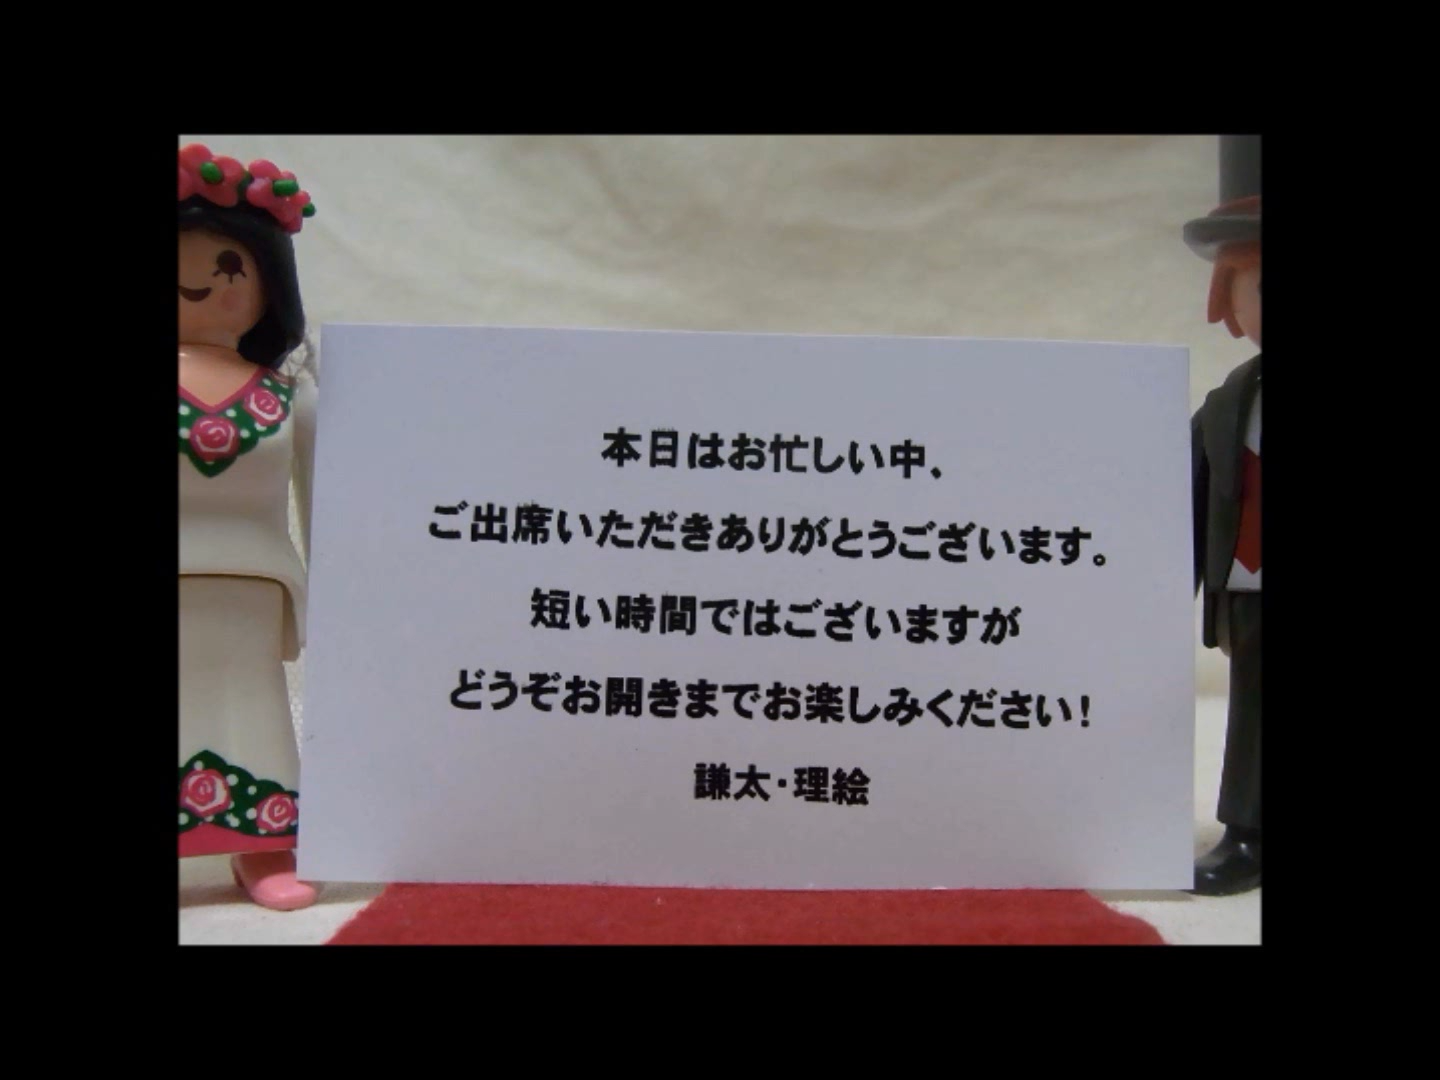 本日はお忙しい中、
ご出席いただきありがとうございます。
短い時間ではございますが
どうぞお開きまでお楽しみください！
謙太・理絵